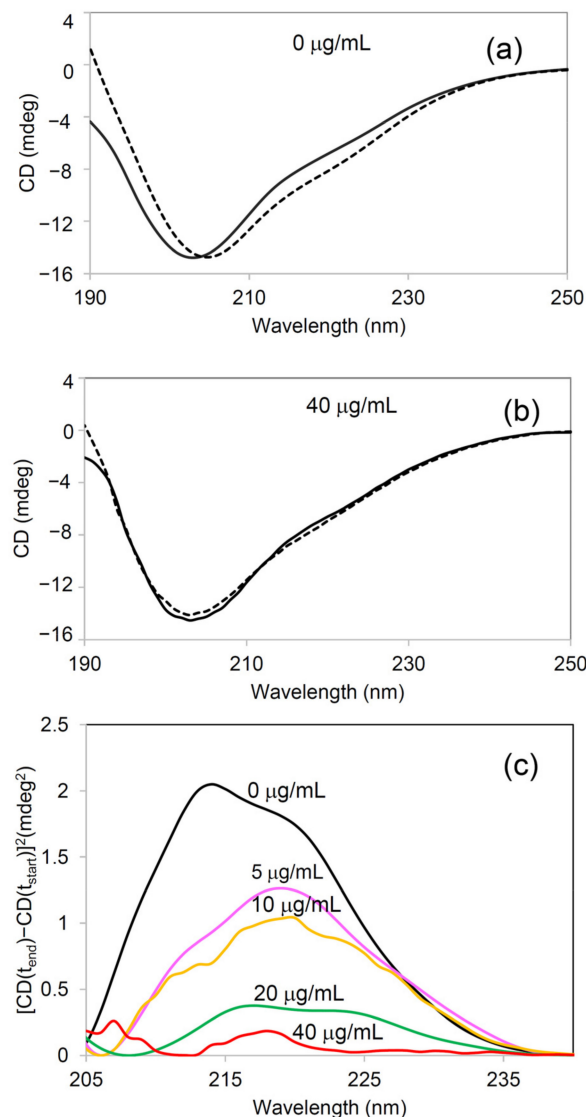 4
0 μg/mL
(a)
0
−4
CD (mdeg)
−8
−12
−16
190
210
230
250
Wavelength (nm)
4
40 μg/mL
(b)
0
−4
CD (mdeg)
−8
−12
−16
190
210
230
250
Wavelength (nm)
2.5
(c)
0 μg/mL
2
1.5
5 μg/mL
10 μg/mL
[CD(tend)−CD(tstart)]²(mdeg²)
1
0.5
20 μg/mL
40 μg/mL
0
205
215
225
235
Wavelength (nm)